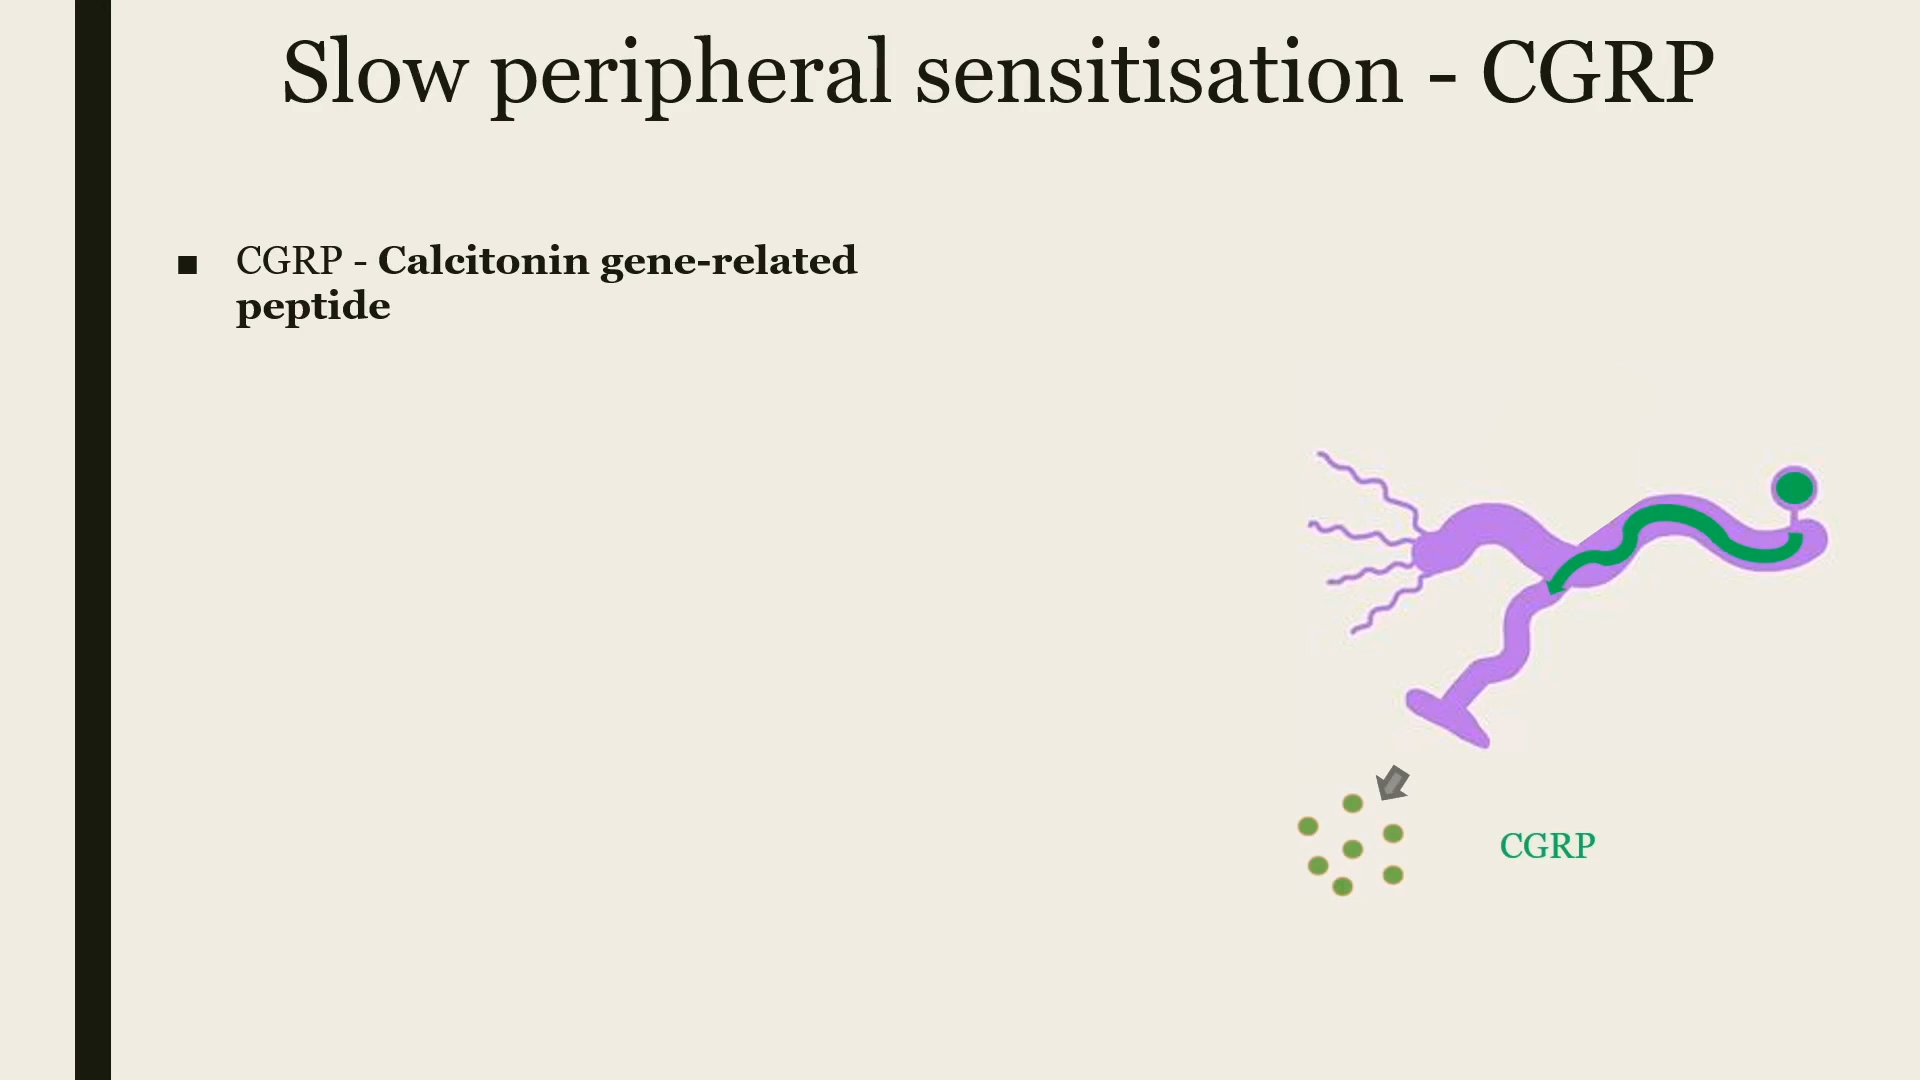 Slow peripheral sensitisation - CGRP
■ CGRP - Calcitonin gene-related
peptide
CGRP